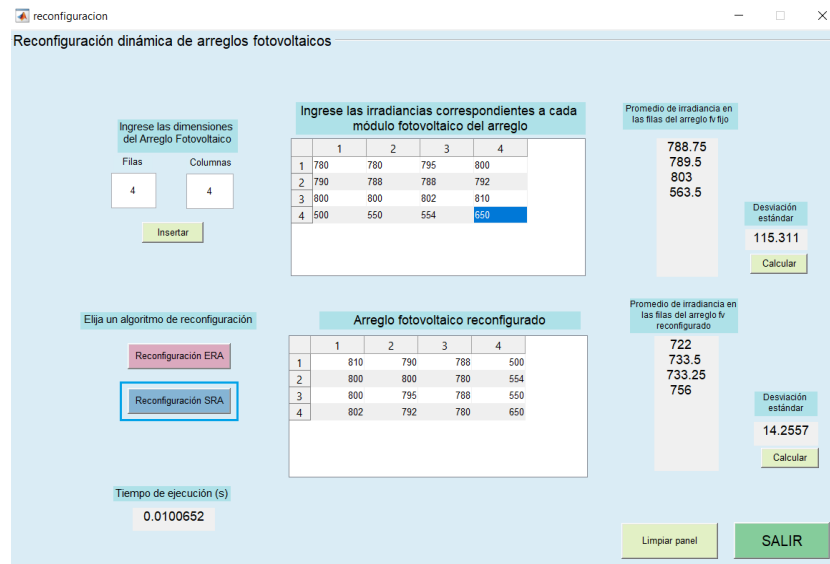 reconfiguracion
Reconfiguración dinámica de arreglos fotovoltaicos
Ingrese las dimensiones
del Arreglo Fotovoltaico
Filas Columnas
4 4
Insertar
Ingrese las irradiancias correspondientes a cada
módulo fotovoltaico del arreglo
1 2 3 4
1 780 780 795 800
2 790 788 788 792
3 800 800 802 810
4 500 550 554 650
Promedio de irradiancia en
las filas del arreglo fv fijo
788.75
789.5
803
563.5
Desviación
estándar
115.311
Calcular
Elija un algoritmo de reconfiguración
Reconfiguración ERA
Reconfiguración SRA
Tiempo de ejecución (s)
0.0100652
Arreglo fotovoltaico reconfigurado
1 2 3 4
1 810 790 788 500
2 800 800 780 554
3 800 795 788 550
4 802 792 780 650
Promedio de irradiancia en
las filas del arreglo fv
reconfigurado
722
733.5
733.25
756
Desviación
estándar
14.2557
Calcular
Limpiar panel
SALIR